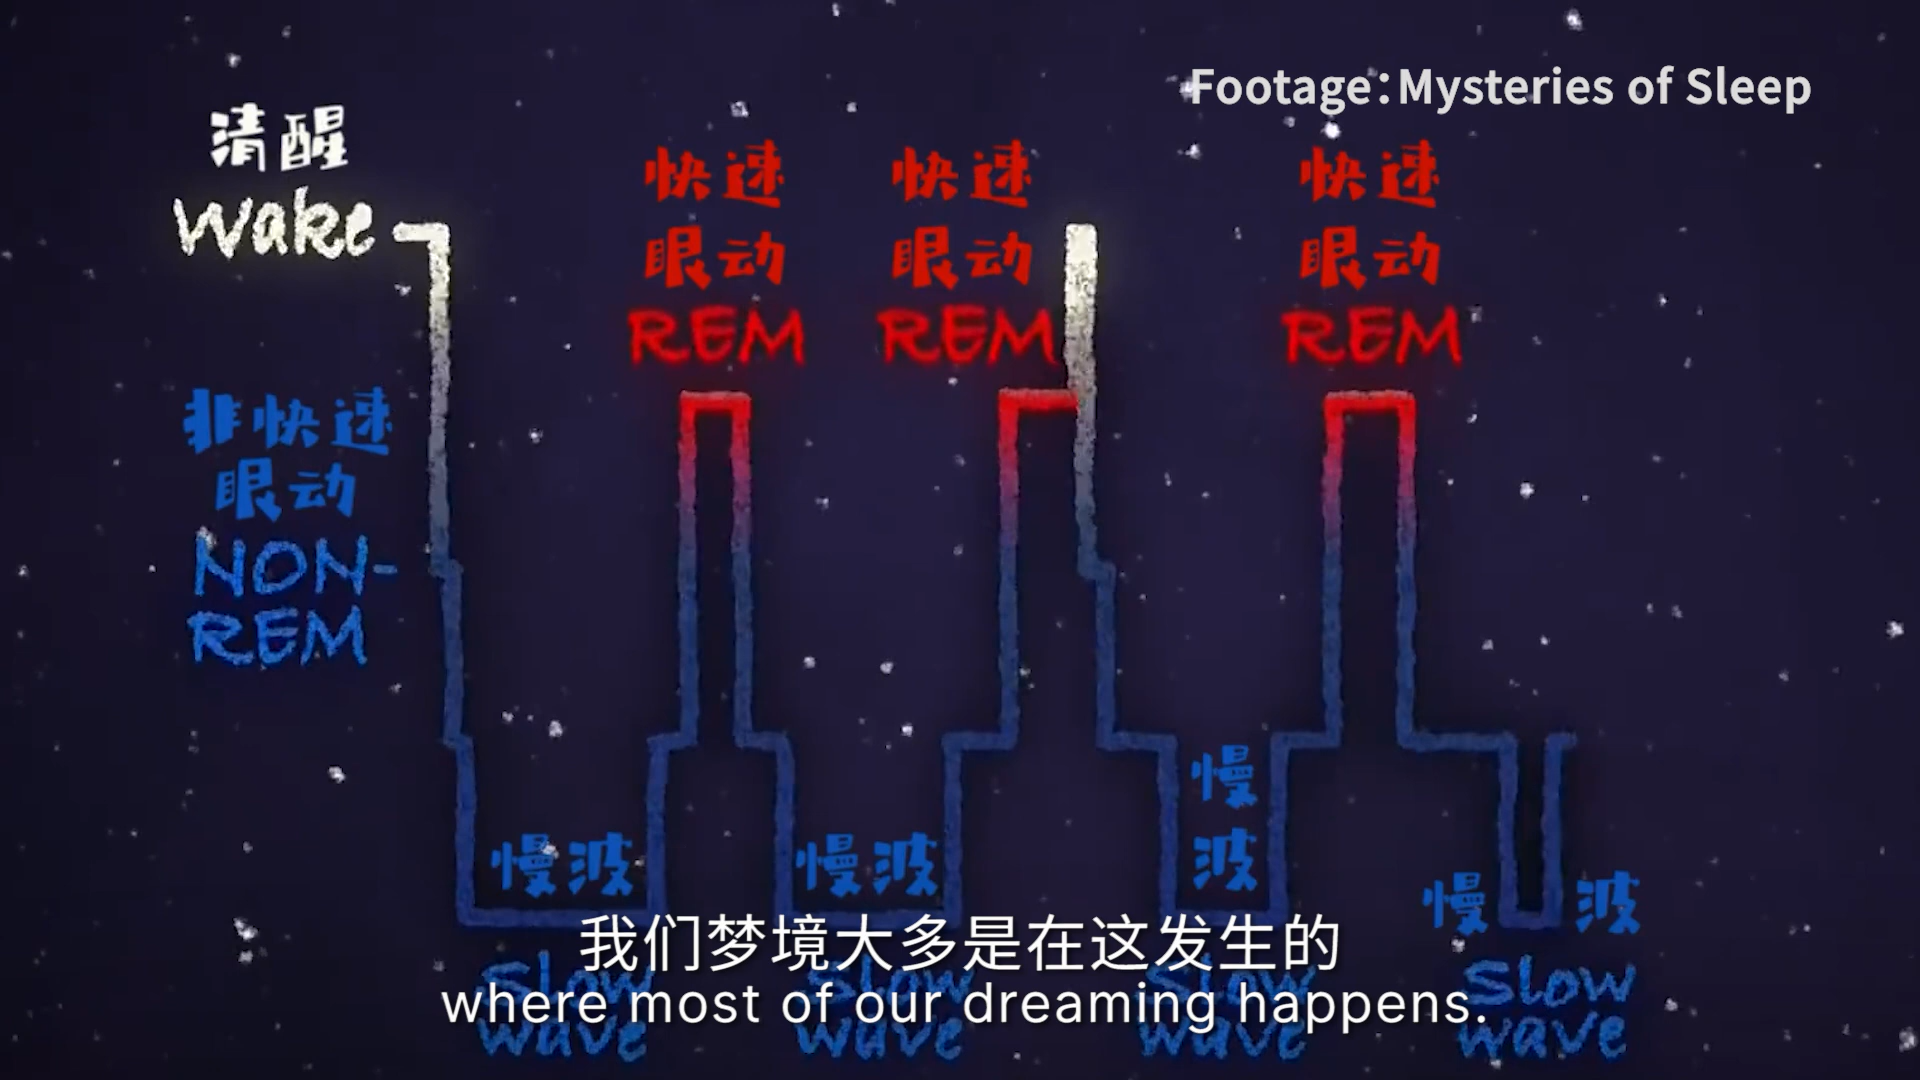 Footage:Mysteries of Sleep
清醒
wake
快速
眼动
REM
快速
眼动
REM
快速
眼动
REM
非快速
眼动
NON-
REM
慢波
slow
wave
慢波
slow
wave
慢
波
slow
wave
慢 波
slow
wave
我们梦境大多是在这发生的
where most of our dreaming happens.